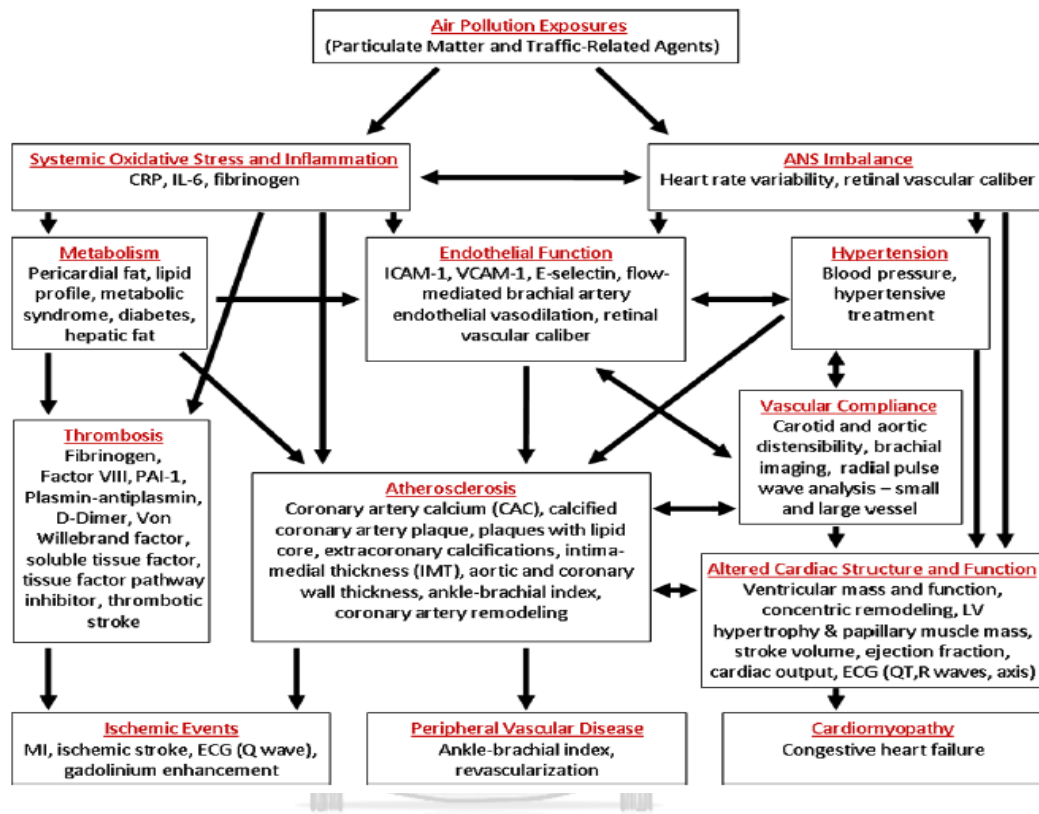 Air Pollution Exposures
(Particulate Matter and Traffic-Related Agents)
Systemic Oxidative Stress and Inflammation
CRP, IL-6, fibrinogen
ANS Imbalance
Heart rate variability, retinal vascular caliber
Metabolism
Pericardial fat, lipid
profile, metabolic
syndrome, diabetes,
hepatic fat
Endothelial Function
ICAM-1, VCAM-1, E-selectin, flow-
mediated brachial artery
endothelial vasodilation, retinal
vascular caliber
Hypertension
Blood pressure,
hypertensive
treatment
Thrombosis
Fibrinogen,
Factor VIII, PAI-1,
Plasmin-antiplasmin,
D-Dimer, Von
Willebrand factor,
soluble tissue factor,
tissue factor pathway
inhibitor, thrombotic
stroke
Vascular Compliance
Carotid and aortic
distensibility, brachial
imaging, radial pulse
wave analysis – small
and large vessel
Atherosclerosis
Coronary artery calcium (CAC), calcified
coronary artery plaque, plaques with lipid
core, extracoronary calcifications, intima-
medial thickness (IMT), aortic and coronary
wall thickness, ankle-brachial index,
coronary artery remodeling
Altered Cardiac Structure and Function
Ventricular mass and function,
concentric remodeling, LV
hypertrophy & papillary muscle mass,
stroke volume, ejection fraction,
cardiac output, ECG (QT,R waves, axis)
Ischemic Events
MI, ischemic stroke, ECG (Q wave),
gadolinium enhancement
Peripheral Vascular Disease
Ankle-brachial index,
revascularization
Cardiomyopathy
Congestive heart failure